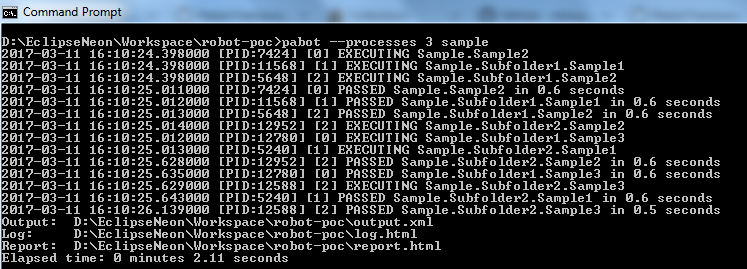 Command Prompt
D:\EclipseNeon\Workspace\robot-poc>pabot --processes 3 sample
2017-03-11 16:10:24.398000 [PID:7424] [0] EXECUTING Sample.Sample2
2017-03-11 16:10:24.398000 [PID:11568] [1] EXECUTING Sample.Subfolder1.Sample1
2017-03-11 16:10:24.398000 [PID:5648] [2] EXECUTING Sample.Subfolder1.Sample2
2017-03-11 16:10:25.011000 [PID:7424] [0] PASSED Sample.Sample2 in 0.6 seconds
2017-03-11 16:10:25.012000 [PID:11568] [1] PASSED Sample.Subfolder1.Sample1 in 0.6 seconds
2017-03-11 16:10:25.013000 [PID:5648] [2] PASSED Sample.Subfolder1.Sample2 in 0.6 seconds
2017-03-11 16:10:25.014000 [PID:12952] [2] EXECUTING Sample.Subfolder2.Sample2
2017-03-11 16:10:25.012000 [PID:12780] [0] EXECUTING Sample.Subfolder1.Sample3
2017-03-11 16:10:25.013000 [PID:5240] [1] EXECUTING Sample.Subfolder2.Sample1
2017-03-11 16:10:25.628000 [PID:12952] [2] PASSED Sample.Subfolder2.Sample2 in 0.6 seconds
2017-03-11 16:10:25.635000 [PID:12780] [0] PASSED Sample.Subfolder1.Sample3 in 0.6 seconds
2017-03-11 16:10:25.629000 [PID:12588] [2] EXECUTING Sample.Subfolder2.Sample3
2017-03-11 16:10:25.643000 [PID:5240] [1] PASSED Sample.Subfolder2.Sample1 in 0.6 seconds
2017-03-11 16:10:26.139000 [PID:12588] [2] PASSED Sample.Subfolder2.Sample3 in 0.5 seconds
Output:  D:\EclipseNeon\Workspace\robot-poc\output.xml
Log:     D:\EclipseNeon\Workspace\robot-poc\log.html
Report:  D:\EclipseNeon\Workspace\robot-poc\report.html
Elapsed time: 0 minutes 2.11 seconds